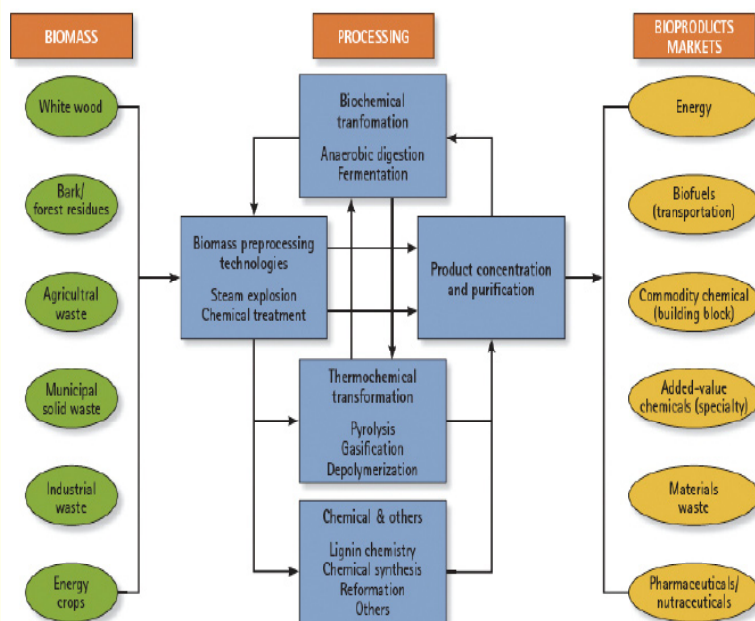 BIOMASS
White wood
Bark/
forest residues
Agricultral
waste
Municipal
solid waste
Industrial
waste
Energy
crops
PROCESSING
Biochemical
tranfomation
Anaerobic digestion
Fermentation
Biomass preprocessing
technologies
Steam explosion
Chemical treatment
Product concentration
and purification
Thermochemical
transformation
Pyrolysis
Gasification
Depolymerization
Chemical & others
Lignin chemistry
Chemical synthesis
Reformation
Others
BIOPRODUCTS
MARKETS
Energy
Biofuels
(transportation)
Commodity chemical
(building block)
Added-value
chemicals (specialty)
Materials
waste
Pharmaceuticals/
nutraceuticals